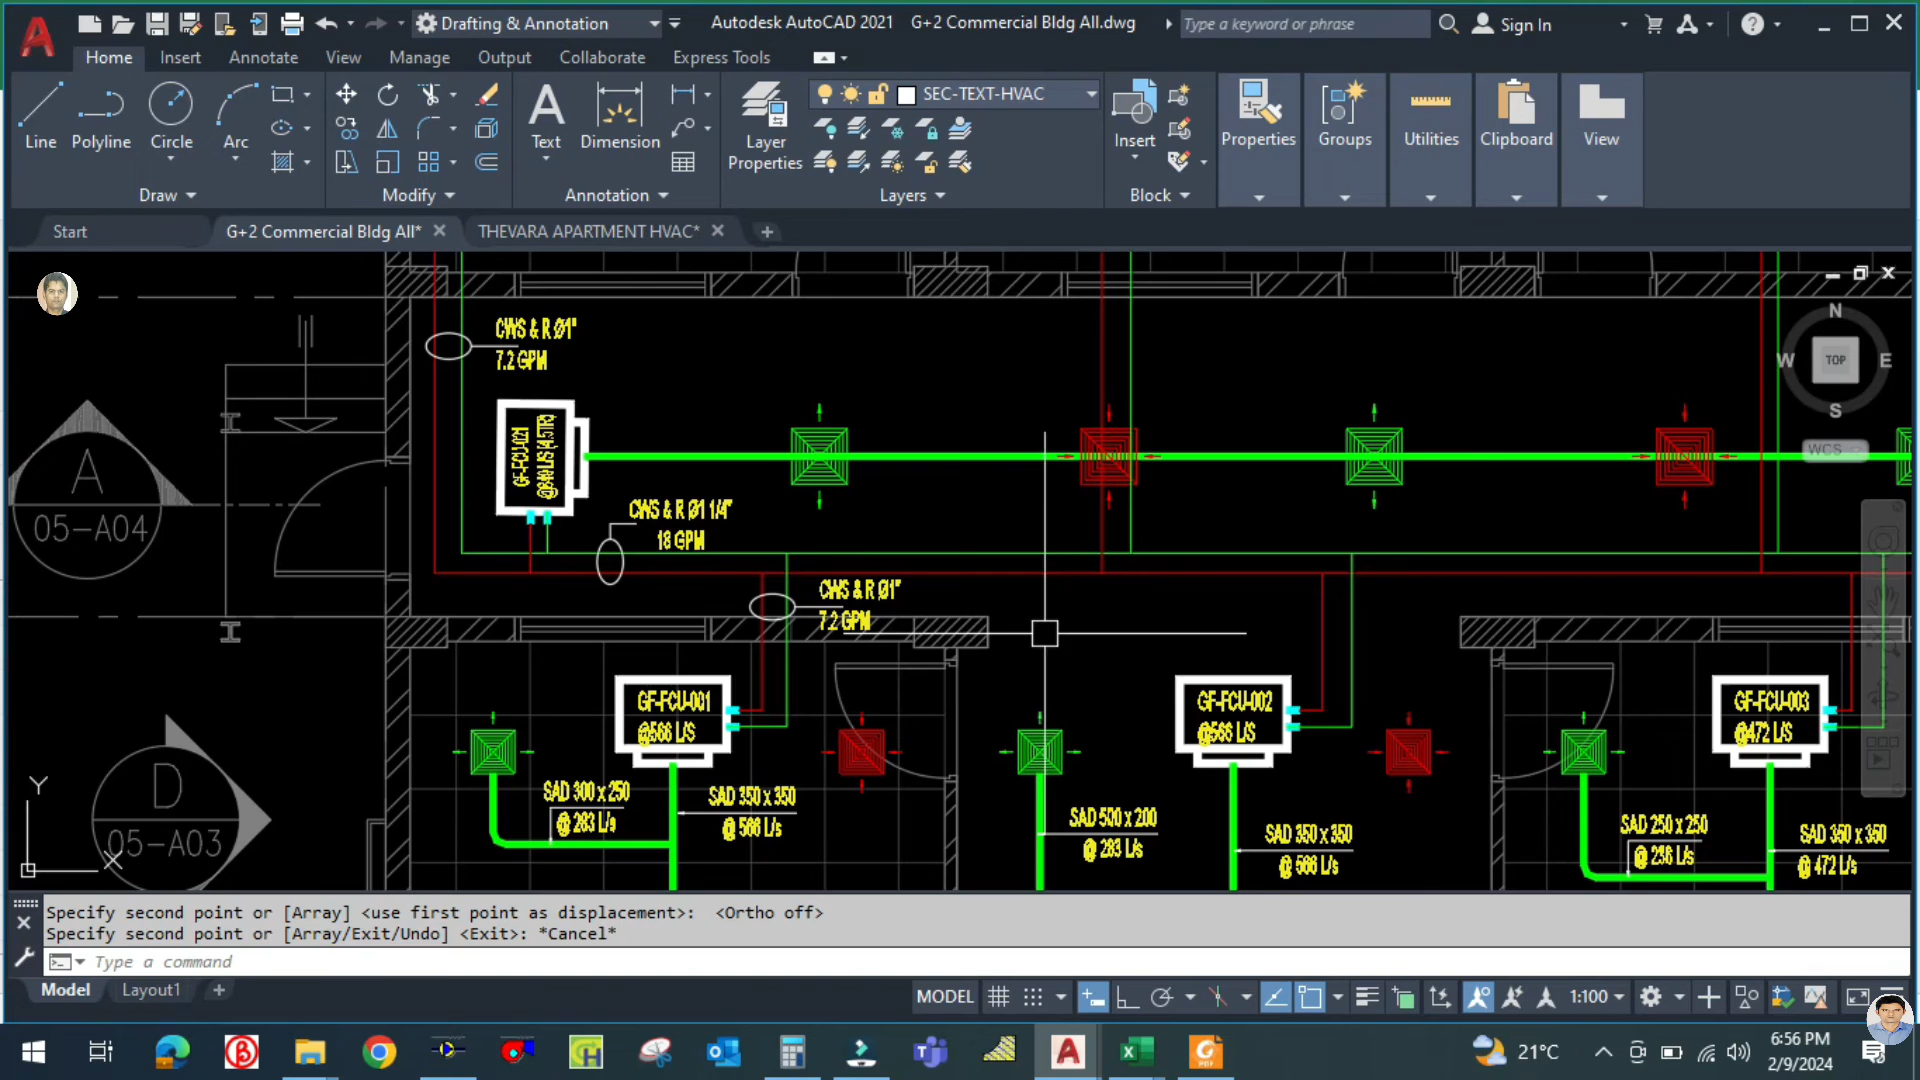 Drafting & Annotation
Autodesk AutoCAD 2021 G+2 Commercial Bldg All.dwg
Type a keyword or phrase
Sign In
Home Insert Annotate View Manage Output Collaborate Express Tools
SEC-TEXT-HVAC
Line Polyline Circle Arc
Text Dimension
Layer Properties
Insert
Properties Groups Utilities Clipboard View
Draw Modify Annotation Layers Block
Start
G+2 Commercial Bldg All*
THEVARA APARTMENT HVAC*
CWS & R Ø1"
7.2 GPM
N
W TOP E
S
WCS
GF-FCU-021
CWS & R Ø1 1/4"
18 GPM
A
05-A04
CWS & R Ø1"
7.2 GPM
GF-FCU-001
@566 L/S
GF-FCU-002
@566 L/S
GF-FCU-003
@472 L/S
SAD 300 x 250
@ 283 L/s
SAD 350 x 350
@ 566 L/s
SAD 500 x 200
@ 283 L/s
SAD 350 x 350
@ 566 L/s
SAD 250 x 250
@ 236 L/s
SAD 350 x 350
@ 472 L/s
D
05-A03
Y
X
Specify second point or [Array] <use first point as displacement>: <Ortho off>
Specify second point or [Array/Exit/Undo] <Exit>: *Cancel*
Type a command
Model Layout1
MODEL
1:100
21°C
6:56 PM
2/9/2024